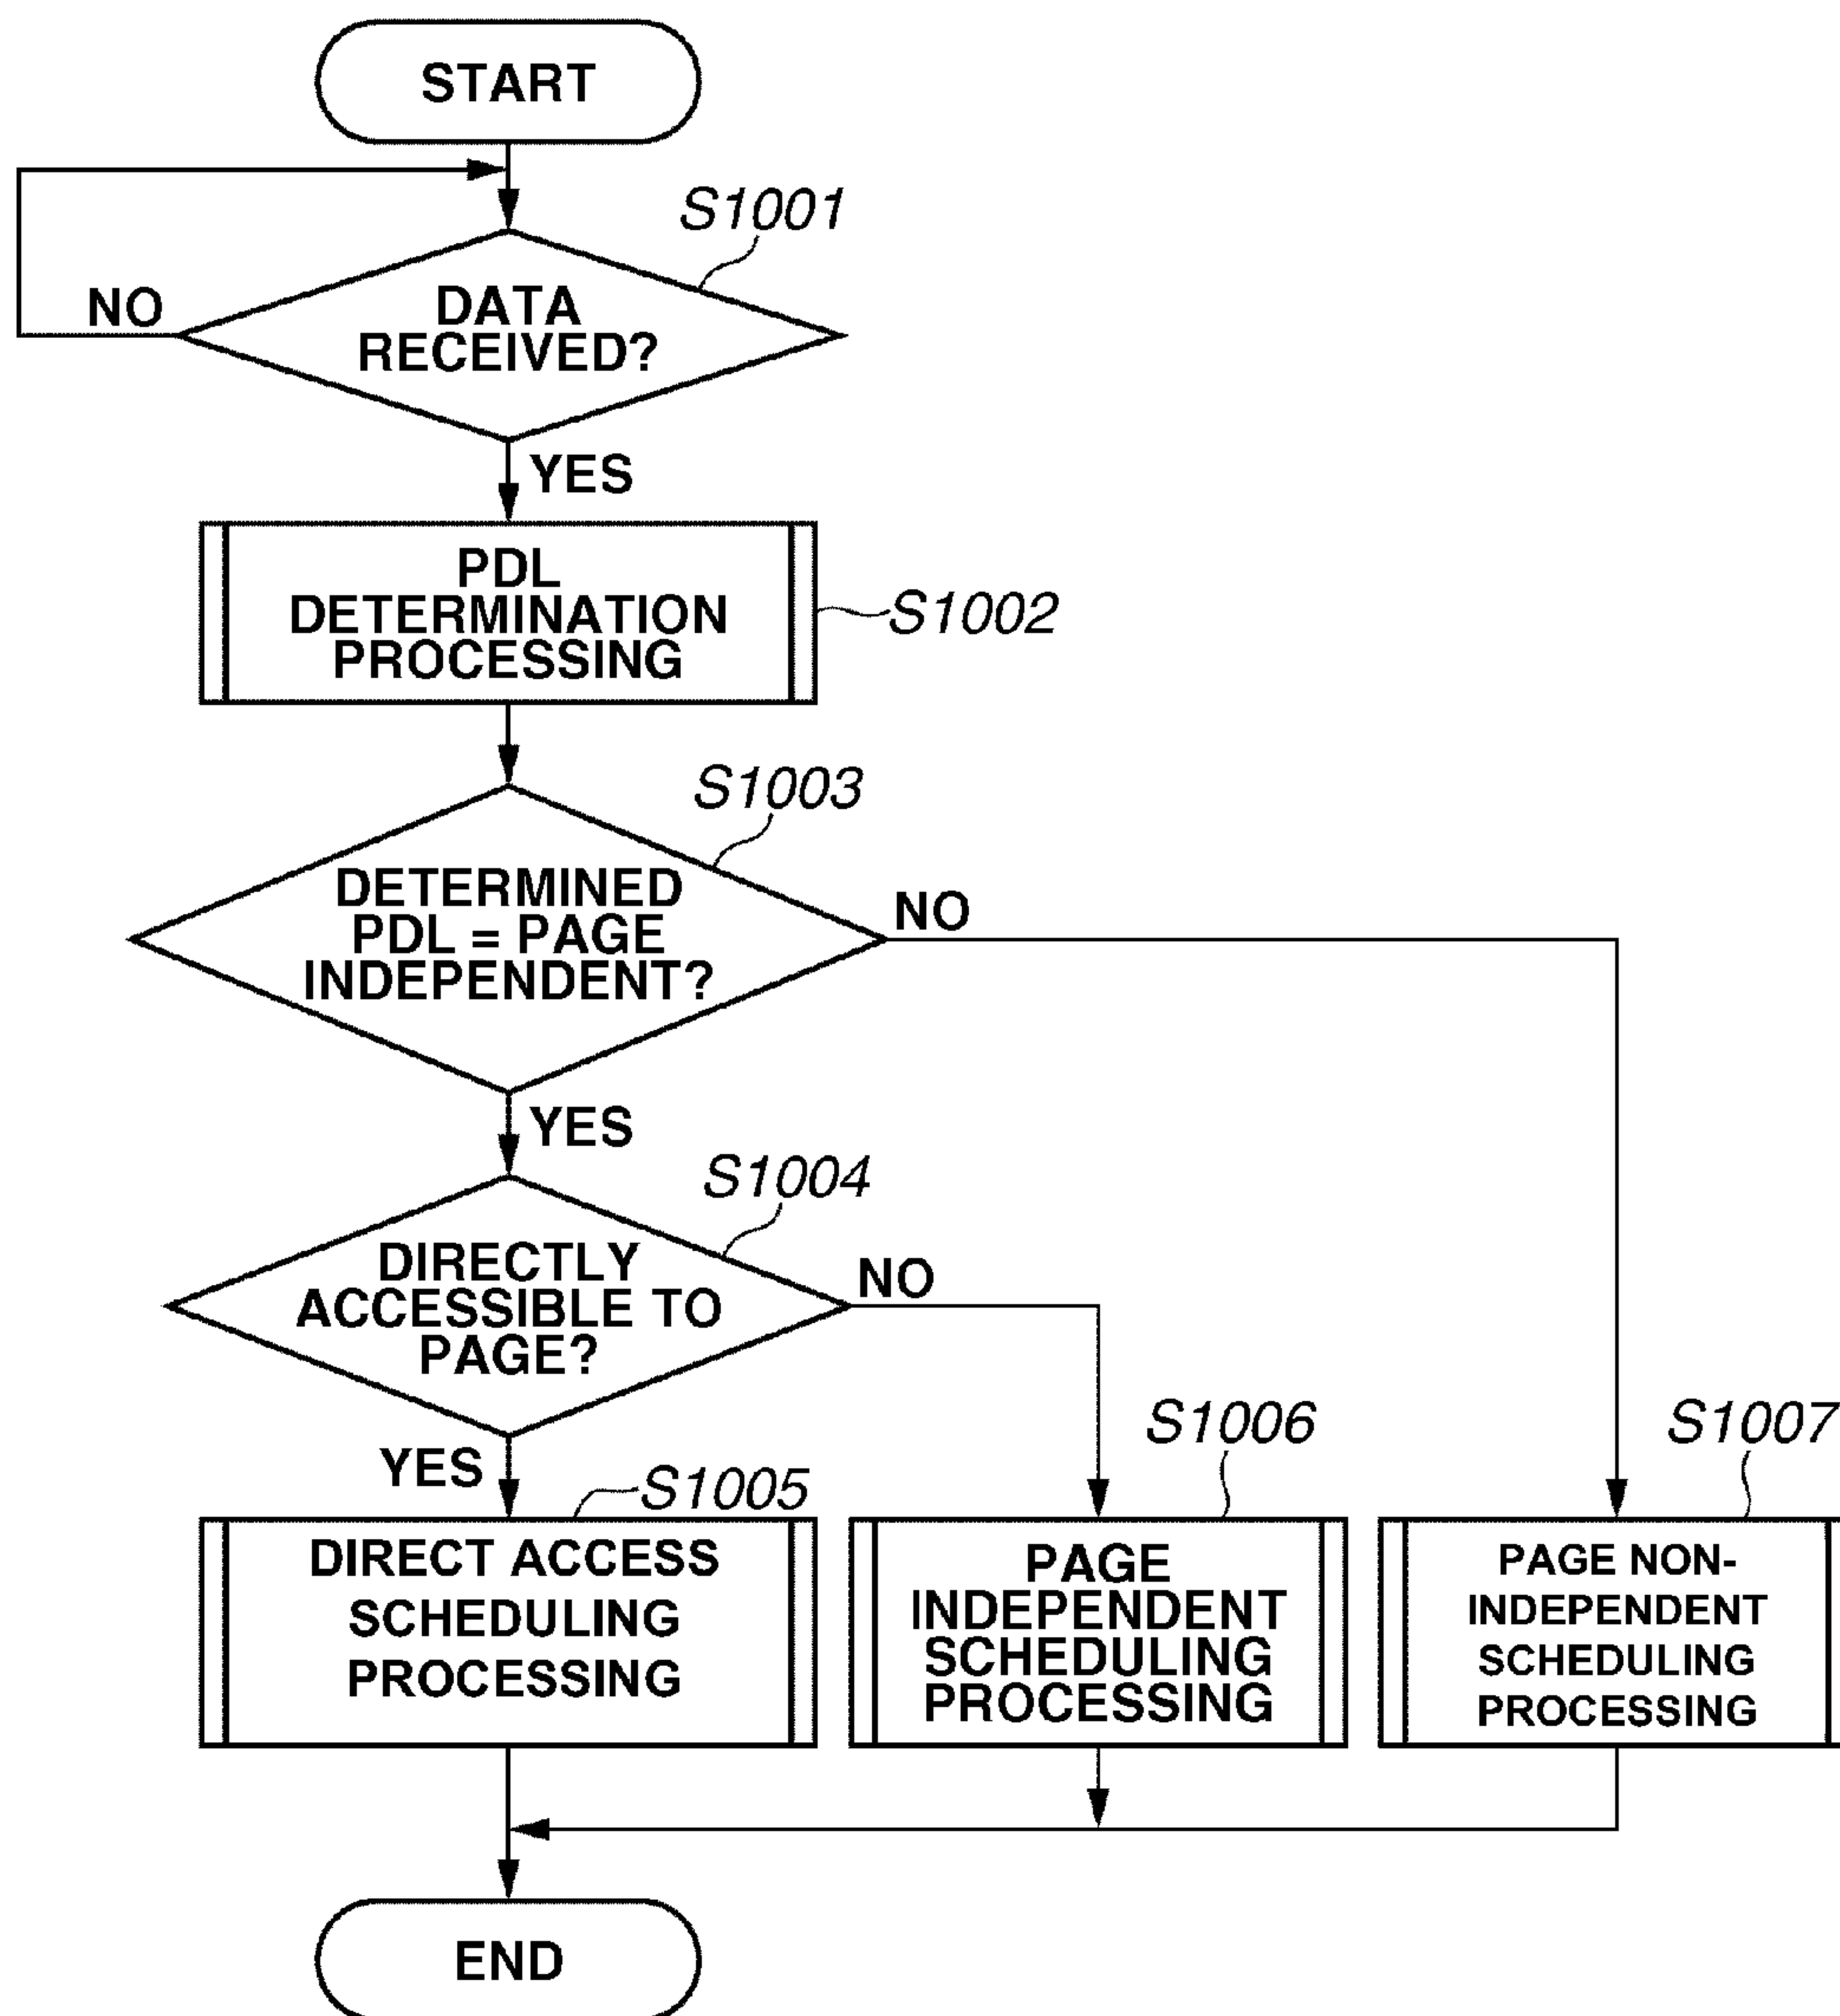 START
S1001
DATA
RECEIVED?
NO
YES
PDL
DETERMINATION
PROCESSING
S1002
S1003
DETERMINED
PDL = PAGE
INDEPENDENT?
NO
YES
S1004
DIRECTLY
ACCESSIBLE TO
PAGE?
NO
YES
S1005
S1006
S1007
DIRECT ACCESS
SCHEDULING
PROCESSING
PAGE
INDEPENDENT
SCHEDULING
PROCESSING
PAGE NON-
INDEPENDENT
SCHEDULING
PROCESSING
END